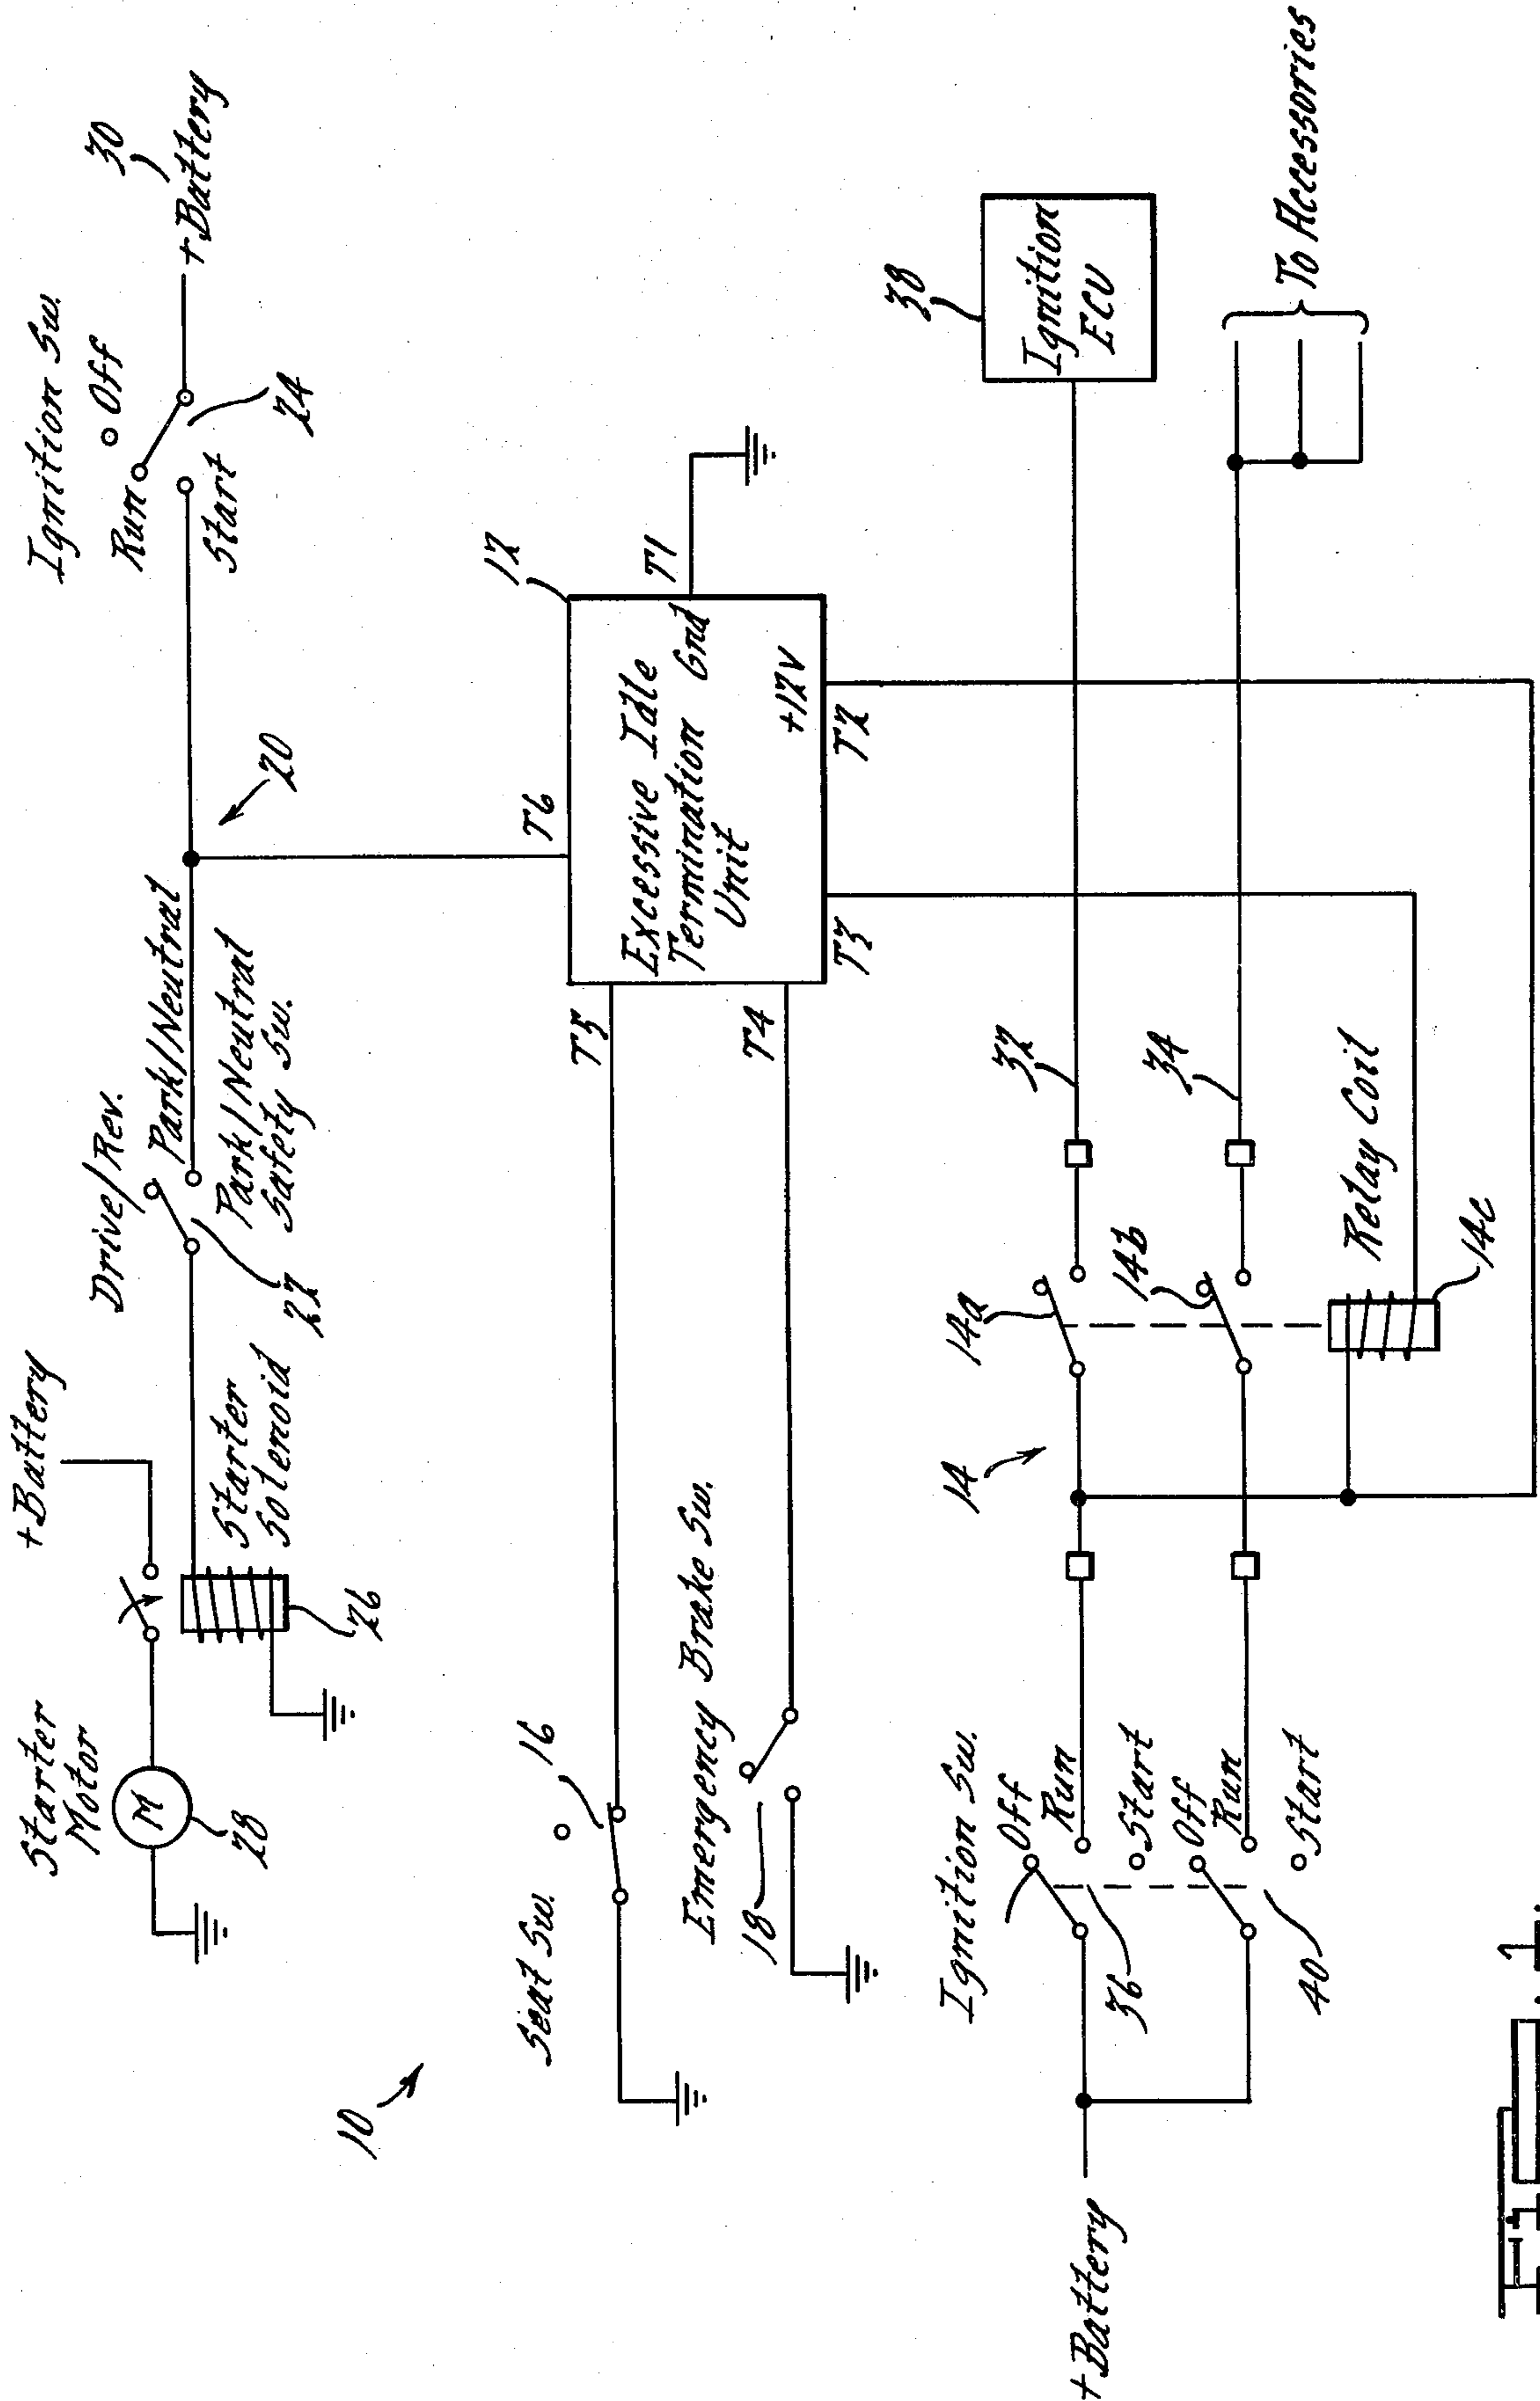 Starter
Motor
M
28
+Battery
Starter
Solenoid
26
Drive/Rev.
Park/Neutral
Park/Neutral
Safety Sw.
22
20
Ignition Sw.
Off
Run
Start
24
30
+Battery
10
Seat Sw.
16
T5
T6
12
Excessive Idle
Termination
Unit
Gnd
T1
+12V
T2
T3
T4
Emergency Brake Sw.
18
Ignition Sw.
Off
Run
Start
Off
Run
Start
36
40
+Battery
14
14a
14b
32
34
Relay Coil
14c
38
Ignition
ECU
To Accessories
Fig. 1.